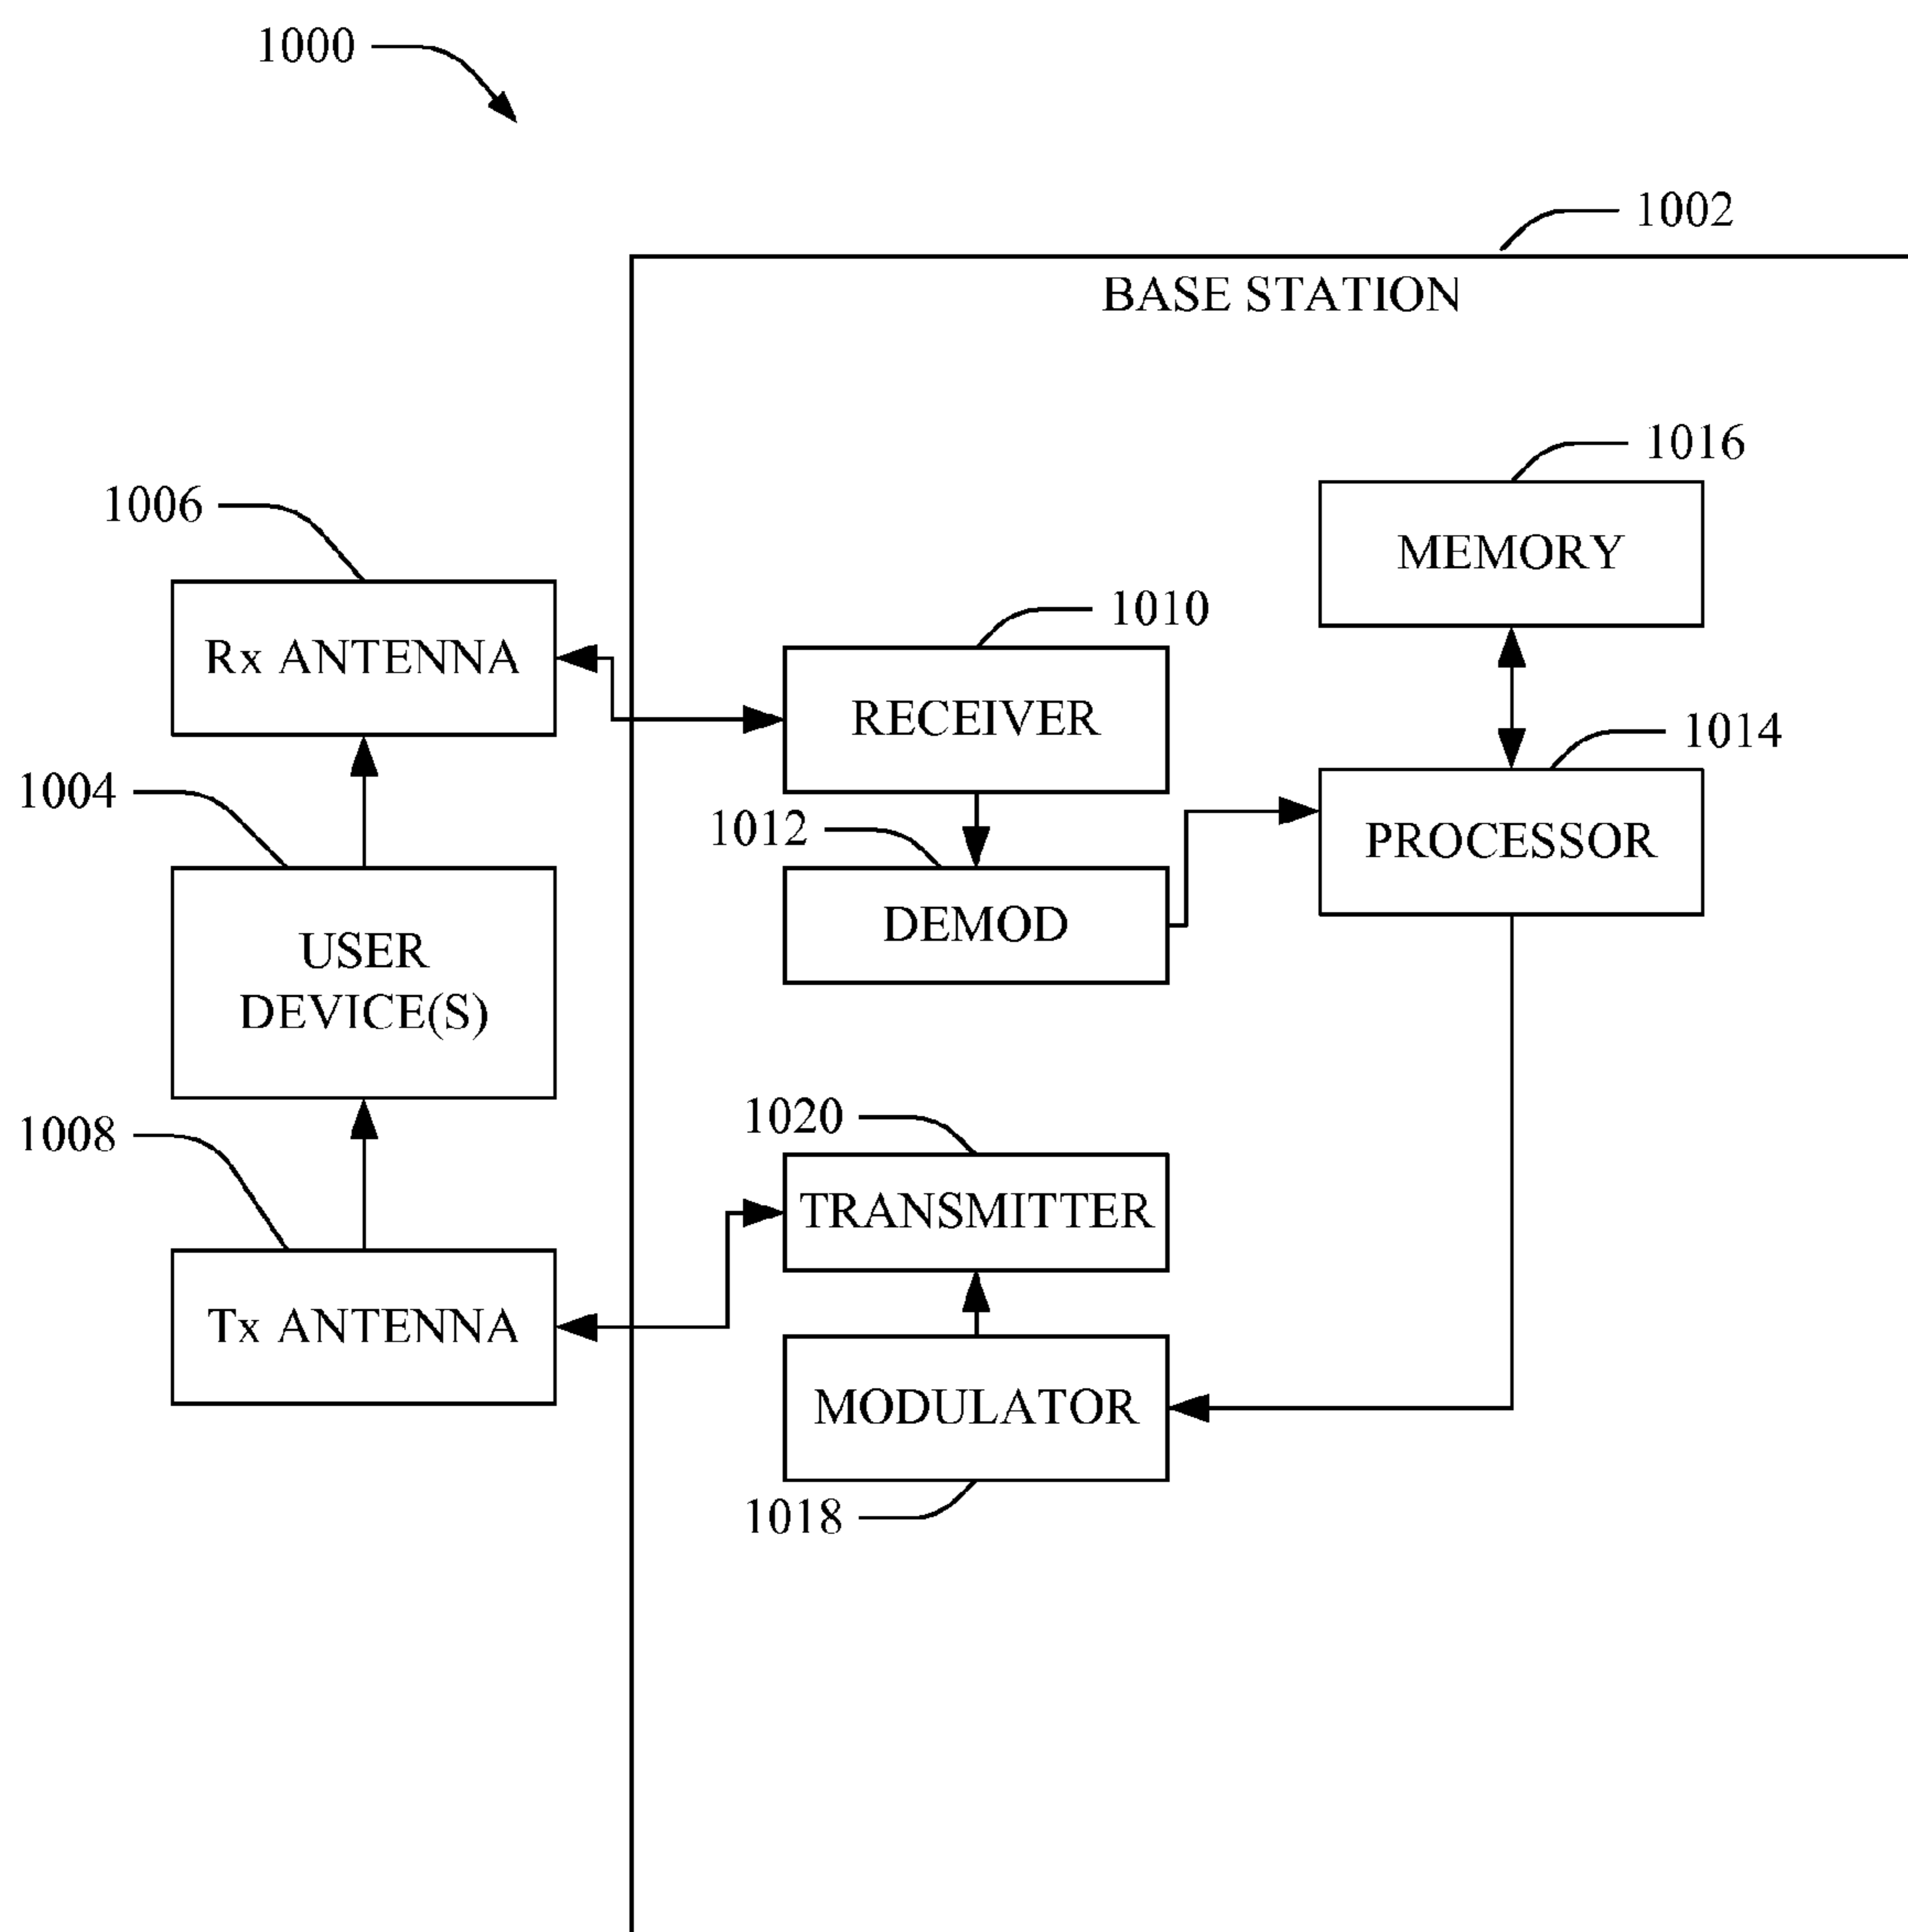 1000
1002
BASE STATION
1016
MEMORY
1006
Rx ANTENNA
1010
RECEIVER
1014
PROCESSOR
1004
USER
DEVICE(S)
1012
DEMOD
1020
TRANSMITTER
1008
Tx ANTENNA
MODULATOR
1018